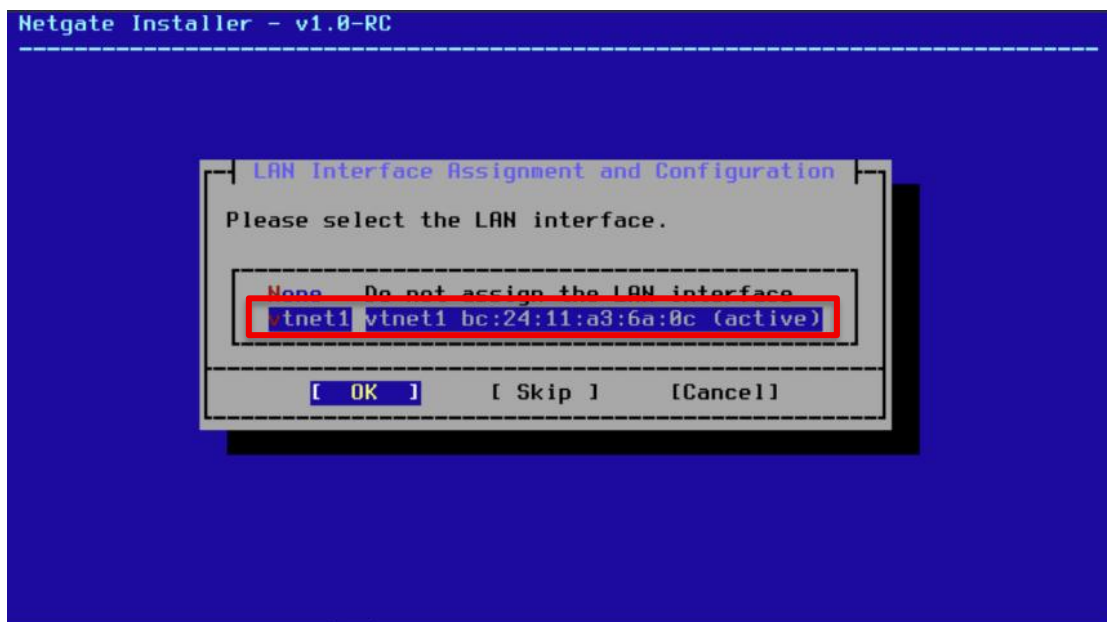 Netgate Installer - v1.0-RC
LAN Interface Assignment and Configuration
Please select the LAN interface.
None Do not assign the LAN interface
vtnet1 vtnet1 bc:24:11:a3:6a:0c (active)
[ OK ] [ Skip ] [Cancel]